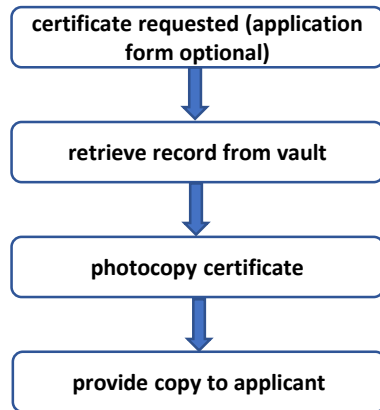 certificate requested (application
form optional)
retrieve record from vault
photocopy certificate
provide copy to applicant